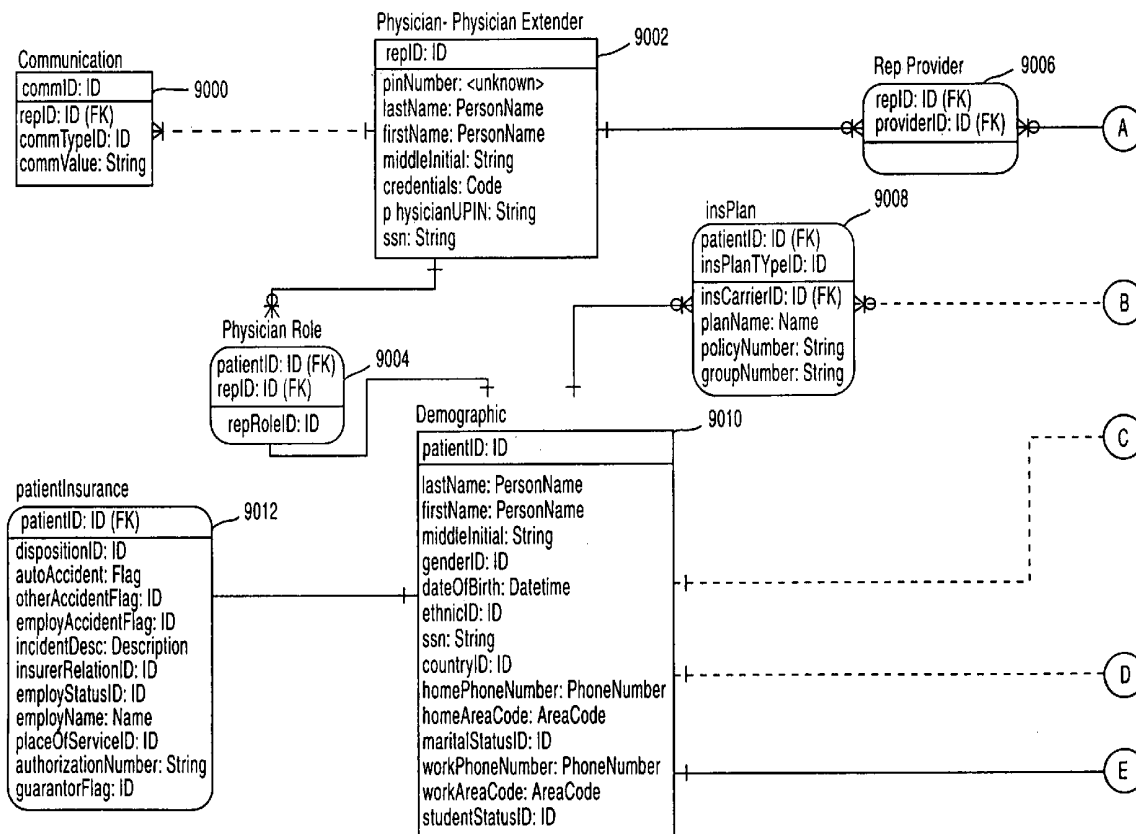 Physician- Physician Extender
repID: ID
9002
pinNumber: <unknown>
lastName: PersonName
firstName: PersonName
middleInitial: String
credentials: Code
p hysicianUPIN: String
ssn: String
Communication
commID: ID
9000
repID: ID (FK)
commTypeID: ID
commValue: String
Rep Provider
9006
repID: ID (FK)
providerID: ID (FK)
A
insPlan
9008
patientID: ID (FK)
insPlanTYpeID: ID
insCarrierID: ID (FK)
planName: Name
policyNumber: String
groupNumber: String
B
Physician Role
9004
patientID: ID (FK)
repID: ID (FK)
repRoleID: ID
Demographic
9010
patientID: ID
lastName: PersonName
firstName: PersonName
middleInitial: String
genderID: ID
dateOfBirth: Datetime
ethnicID: ID
ssn: String
countryID: ID
homePhoneNumber: PhoneNumber
homeAreaCode: AreaCode
maritalStatusID: ID
workPhoneNumber: PhoneNumber
workAreaCode: AreaCode
studentStatusID: ID
C
D
E
patientInsurance
9012
patientID: ID (FK)
dispositionID: ID
autoAccident: Flag
otherAccidentFlag: ID
employAccidentFlag: ID
incidentDesc: Description
insurerRelationID: ID
employStatusID: ID
employName: Name
placeOfServiceID: ID
authorizationNumber: String
guarantorFlag: ID